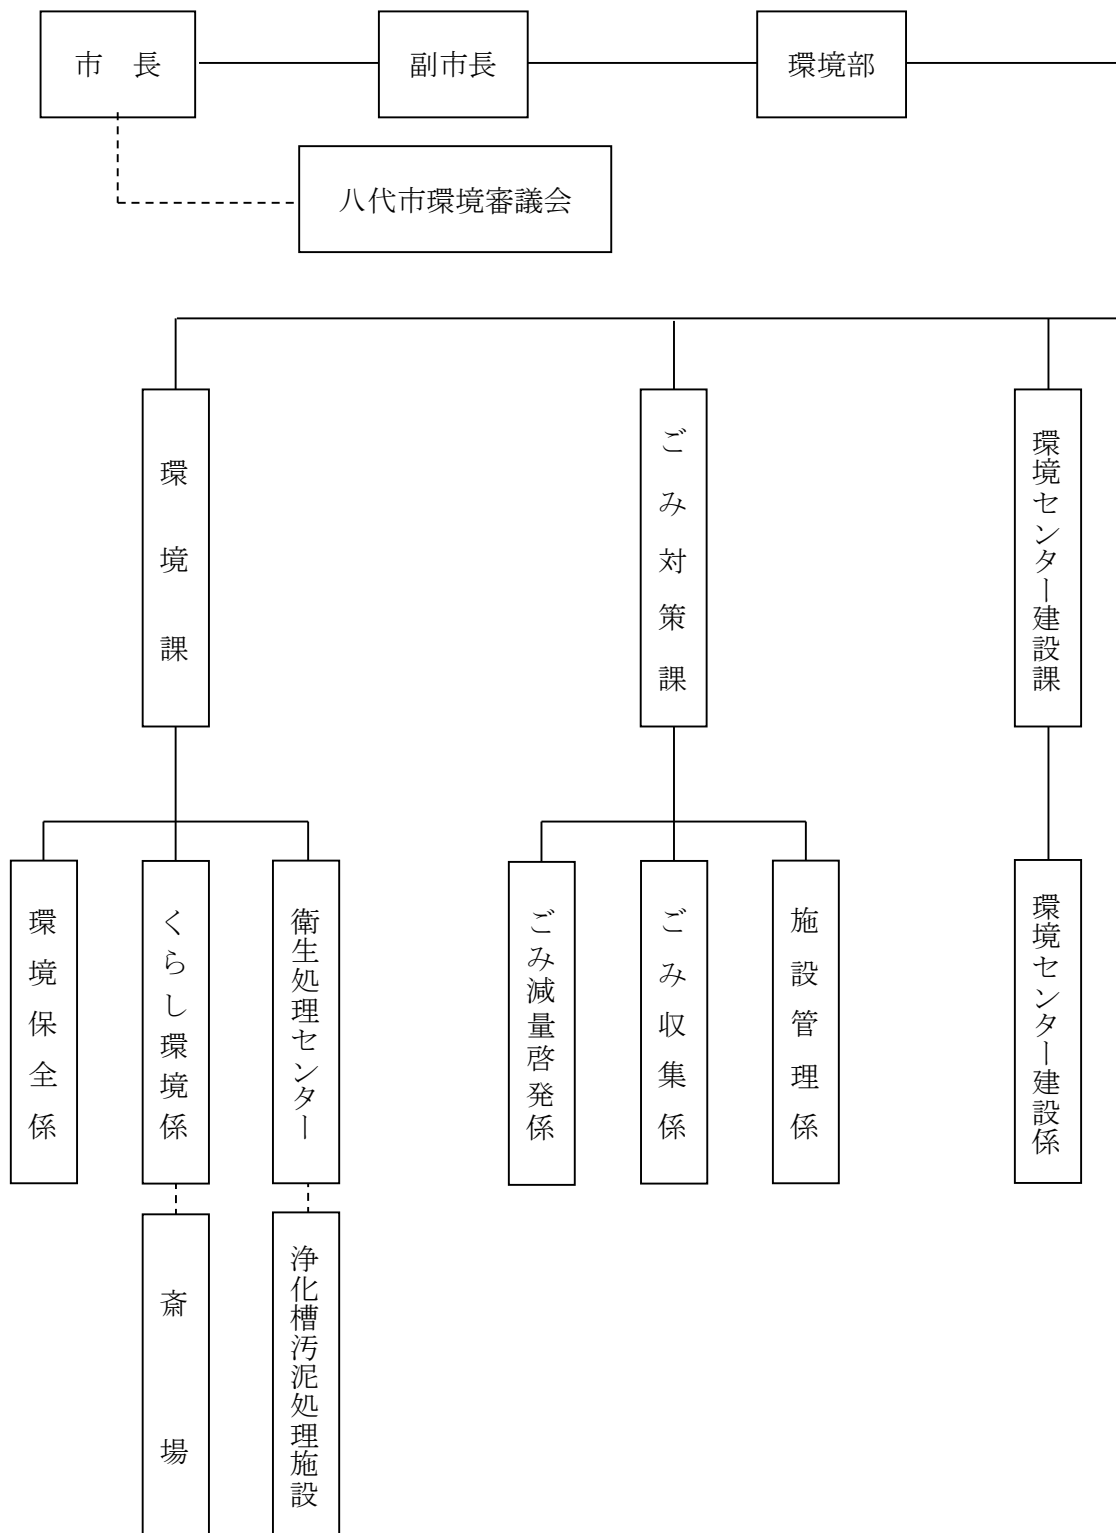 市　長
副市長
環境部
八代市環境審議会
環境課
ごみ対策課
環境センター建設課
環境保全係
くらし環境係
衛生処理センター
ごみ減量啓発係
ごみ収集係
施設管理係
環境センター建設係
斎場
浄化槽汚泥処理施設